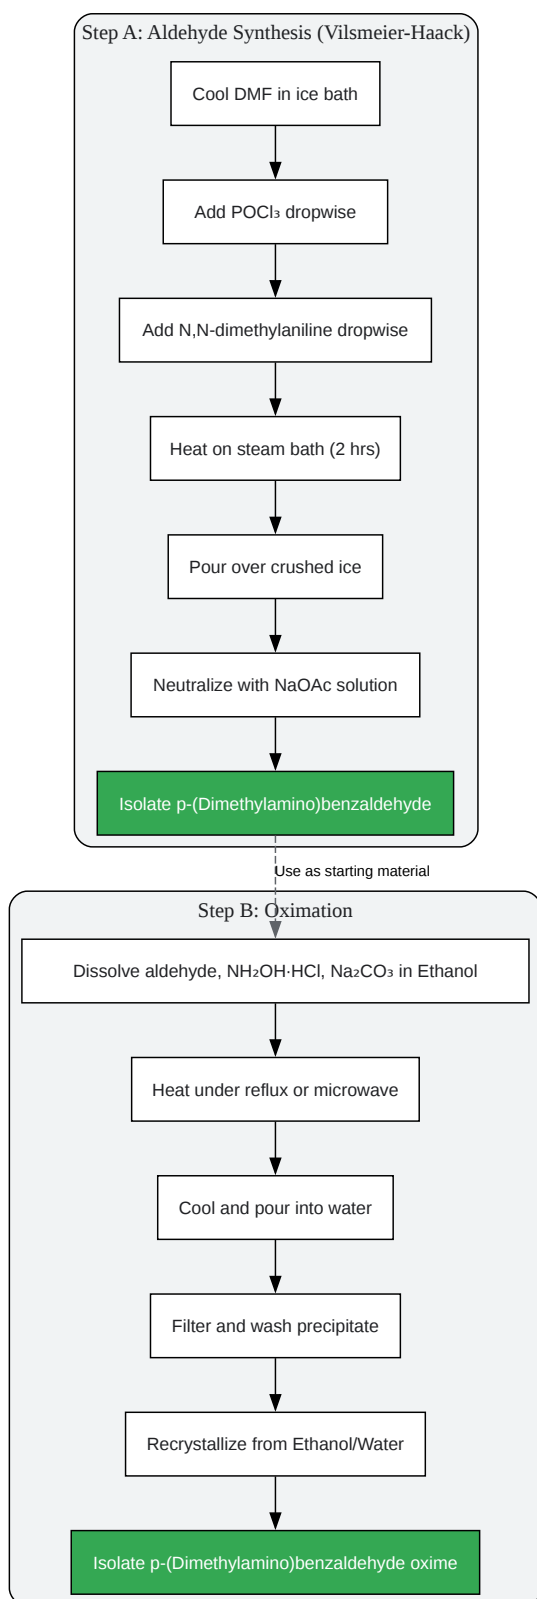 Step A: Aldehyde Synthesis (Vilsmeier-Haack)
Cool DMF in ice bath
Add POCl₃ dropwise
Add N,N-dimethylaniline dropwise
Heat on steam bath (2 hrs)
Pour over crushed ice
Neutralize with NaOAc solution
Isolate p-(Dimethylamino)benzaldehyde
Use as starting material
Step B: Oximation
Dissolve aldehyde, NH₂OH·HCl, Na₂CO₃ in Ethanol
Heat under reflux or microwave
Cool and pour into water
Filter and wash precipitate
Recrystallize from Ethanol/Water
Isolate p-(Dimethylamino)benzaldehyde oxime